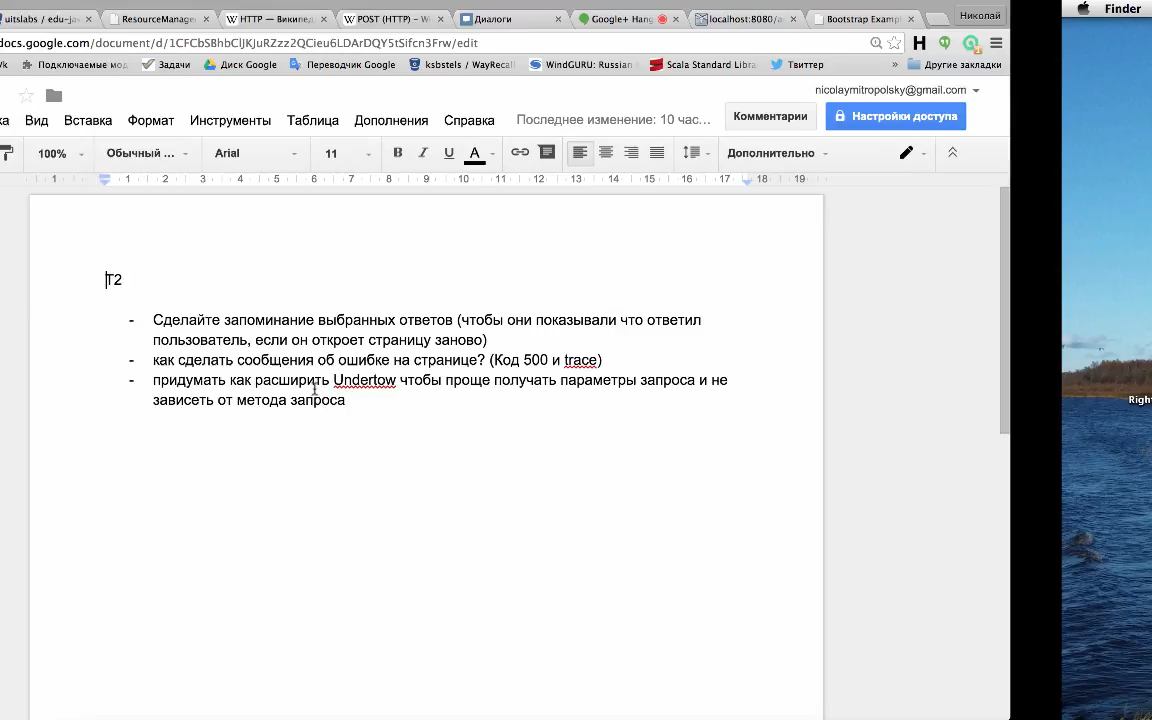 uitslabs / edu-ja
ResourceManage
HTTP — Википед
POST (HTTP) – W
Диалоги
Google+ Hang
localhost:8080/a
Bootstrap Exampl
Николай
Finder
docs.google.com/document/d/1CFCbSBhbClJKJuRZzz2QCieu6LDArDQY5tSifcn3Frw/edit
Vk
Подключаемые мод
Задачи
Диск Google
Переводчик Google
ksbstels / WayRecall
WindGURU: Russian
Scala Standard Libra
Твиттер
»
Другие закладки
nicolaymitropolsky@gmail.com
ка Вид Вставка Формат Инструменты Таблица Дополнения Справка Последнее изменение: 10 час...
Комментарии
Настройки доступа
100% Обычный ... Arial 11 B I U A Дополнительно
1 1 2 3 4 5 6 7 8 9 10 11 12 13 14 15 16 17 18 19
T2
- Сделайте запоминание выбранных ответов (чтобы они показывали что ответил
пользователь, если он откроет страницу заново)
- как сделать сообщения об ошибке на странице? (Код 500 и trace)
- придумать как расширить Undertow чтобы проще получать параметры запроса и не
зависеть от метода запроса
Righ